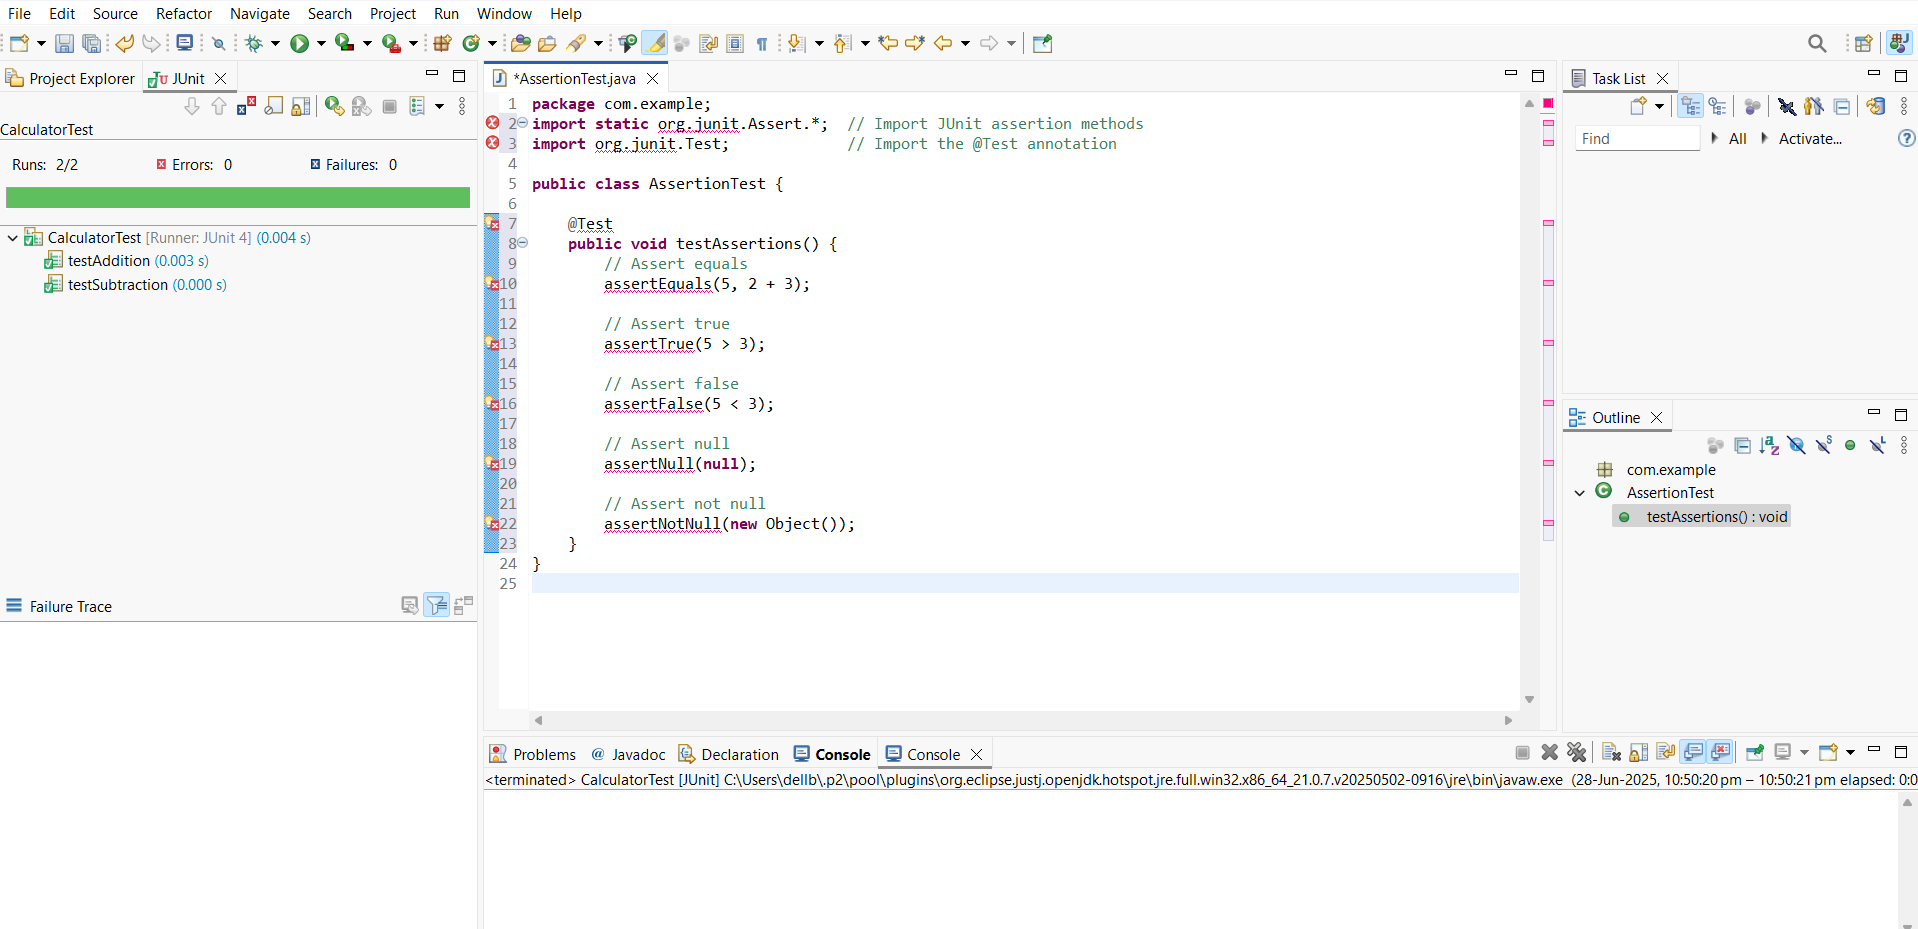 File Edit Source Refactor Navigate Search Project Run Window Help
Project Explorer JUnit
CalculatorTest
Runs: 2/2 Errors: 0 Failures: 0
CalculatorTest [Runner: JUnit 4] (0.004 s)
testAddition (0.003 s)
testSubtraction (0.000 s)
Failure Trace
*AssertionTest.java
1 package com.example;
2 import static org.junit.Assert.*;  // Import JUnit assertion methods
3 import org.junit.Test;             // Import the @Test annotation
4
5 public class AssertionTest {
6
7     @Test
8     public void testAssertions() {
9         // Assert equals
10         assertEquals(5, 2 + 3);
11
12         // Assert true
13         assertTrue(5 > 3);
14
15         // Assert false
16         assertFalse(5 < 3);
17
18         // Assert null
19         assertNull(null);
20
21         // Assert not null
22         assertNotNull(new Object());
23     }
24 }
25
Problems @ Javadoc Declaration Console Console
<terminated> CalculatorTest [JUnit] C:\Users\dellb\.p2\pool\plugins\org.eclipse.justj.openjdk.hotspot.jre.full.win32.x86_64_21.0.7.v20250502-0916\jre\bin\javaw.exe (28-Jun-2025, 10:50:20 pm – 10:50:21 pm elapsed: 0:0
Task List
Find All Activate...
Outline
com.example
AssertionTest
testAssertions() : void